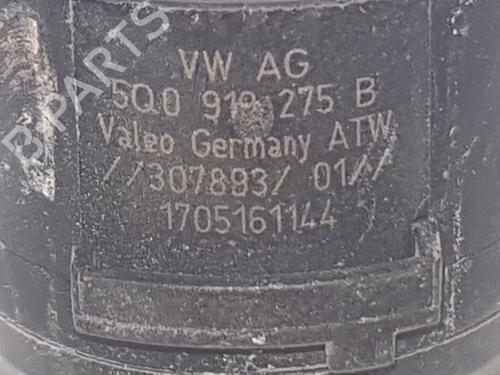 VW AG
5Q0 919 275 B
Valeo Germany ATW
//307893/ 01//
1705161144
B PARTS